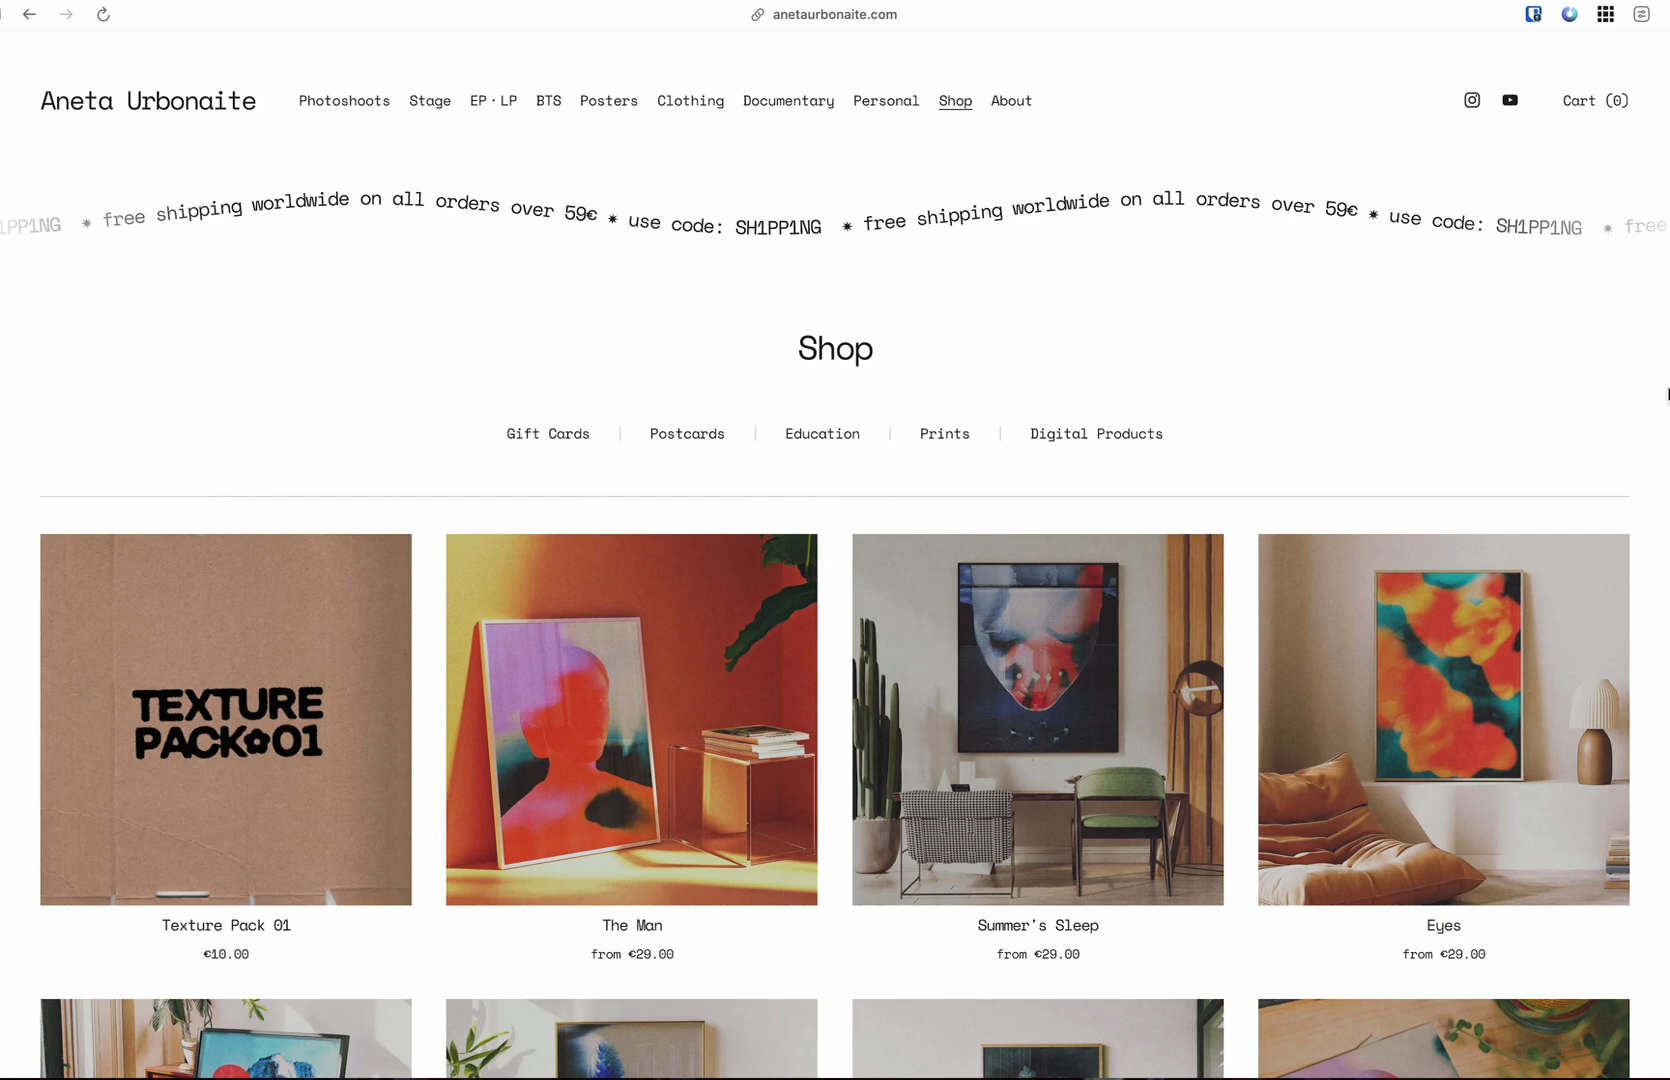 anetaurbonaite.com
Aneta Urbonaite
Photoshoots Stage EP · LP BTS Posters Clothing Documentary Personal Shop About
Cart (0)
1PP1NG ✷ free shipping worldwide on all orders over 59€ ✷ use code: SH1PP1NG ✷ free shipping worldwide on all orders over 59€ ✷ use code: SH1PP1NG ✷ free
Shop
Gift Cards | Postcards | Education | Prints | Digital Products
TEXTURE
PACK✿01
Texture Pack 01
€10.00
The Man
from €29.00
Summer's Sleep
from €29.00
Eyes
from €29.00